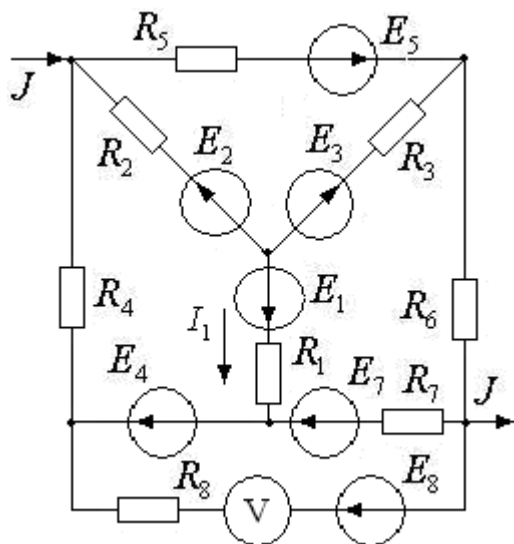 R5 E5
J
R2 E2 E3 R3
R4 I1 E1 R6
E4 R1 E7 R7 J
R8 V E8